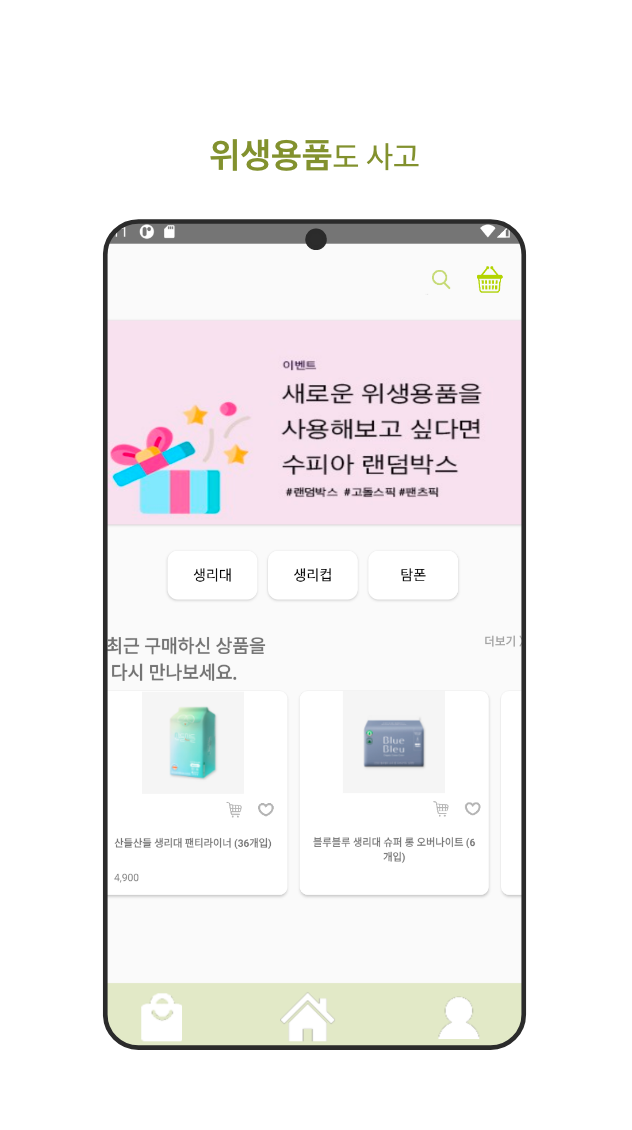 위생용품도 사고
이벤트
새로운 위생용품을
사용해보고 싶다면
수피아 랜덤박스
#랜덤박스 #고돌스픽 #팬츠픽
생리대
생리컵
탐폰
최근 구매하신 상품을
다시 만나보세요.
더보기 〉
Blue
Bleu
산들산들 생리대 팬티라이너 (36개입)
4,900
블루블루 생리대 슈퍼 롱 오버나이트 (6
개입)